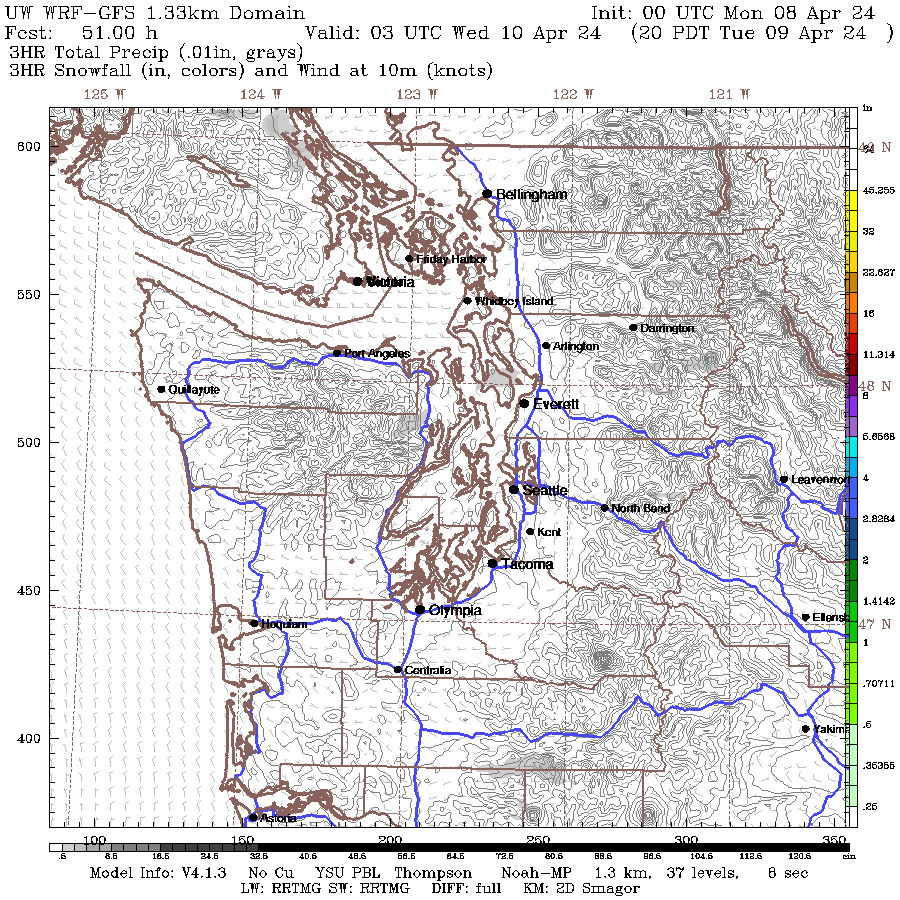 UW WRF-GFS 1.33km Domain Init: 00 UTC Mon 08 Apr 24
Fcst: 51.00 h Valid: 03 UTC Wed 10 Apr 24 (20 PDT Tue 09 Apr 24 )
3HR Total Precip (.01in, grays)
3HR Snowfall (in, colors) and Wind at 10m (knots)
125 W 124 W 123 W 122 W 121 W
in
600 N
Bellingham
45.255
32
Friday Harbor
Victoria
22.627
550 Whidbey Island
16
Darrington
Arlington
Port Angeles 11.314
Quillayute 48 N
8
Everett
5.6568
500
Leavenwor
4
Seattle
North Bend
2.8284
Kent
2
Tacoma
450
1.4142
Olympia
Ellens
Hoquiam 47 N
1
Centralia
.70711
.5
Yakima
400
.35355
.25
Astoria
100 150 200 250 300 350
.5 8.5 16.5 24.5 32.5 40.5 48.5 56.5 64.5 72.5 80.5 88.5 96.5 104.5 112.5 120.5 cin
Model Info: V4.1.3 No Cu YSU PBL Thompson Noah-MP 1.3 km, 37 levels, 8 sec
LW: RRTMG SW: RRTMG DIFF: full KM: 2D Smagor